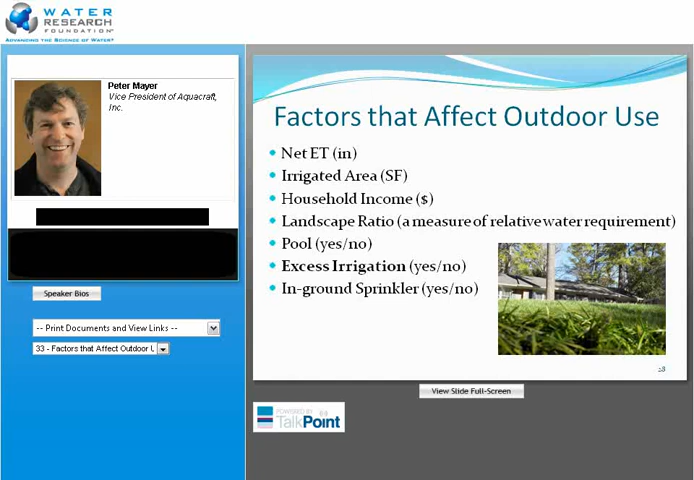 WATER
RESEARCH
FOUNDATION
ADVANCING THE SCIENCE OF WATER®
Peter Mayer
Vice President of Aquacraft,
Inc.
Speaker Bios
-- Print Documents and View Links --
33 - Factors that Affect Outdoor U
Factors that Affect Outdoor Use
• Net ET (in)
• Irrigated Area (SF)
• Household Income ($)
• Landscape Ratio (a measure of relative water requirement)
• Pool (yes/no)
• Excess Irrigation (yes/no)
• In-ground Sprinkler (yes/no)
28
View Slide Full-Screen
POWERED BY
TalkPoint